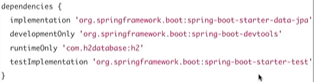 dependencies {
implementation 'org.springframework.boot:spring-boot-starter-data-jpa'
developmentOnly 'org.springframework.boot:spring-boot-devtools'
runtimeOnly 'com.h2database:h2'
testImplementation 'org.springframework.boot:spring-boot-starter-test'
}